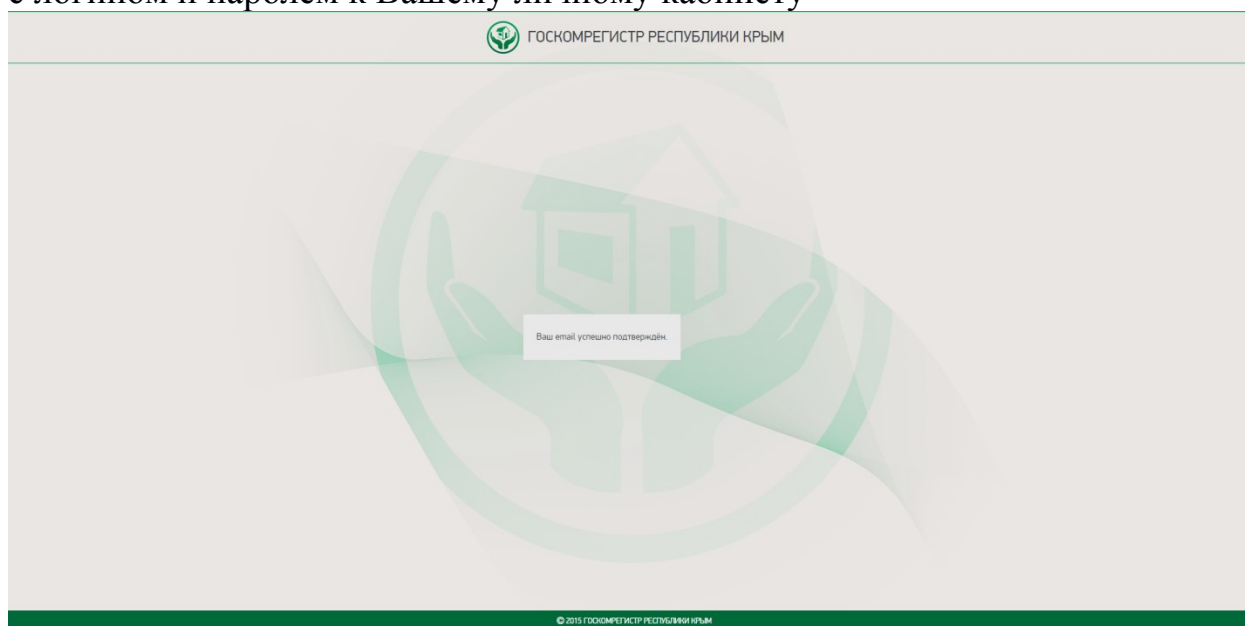 с логином и паролем к Вашему личному кабинету
ГОСКОМРЕГИСТР РЕСПУБЛИКИ КРЫМ
Ваш email успешно подтверждён.
© 2015 ГОСКОМРЕГИСТР РЕСПУБЛИКИ КРЫМ